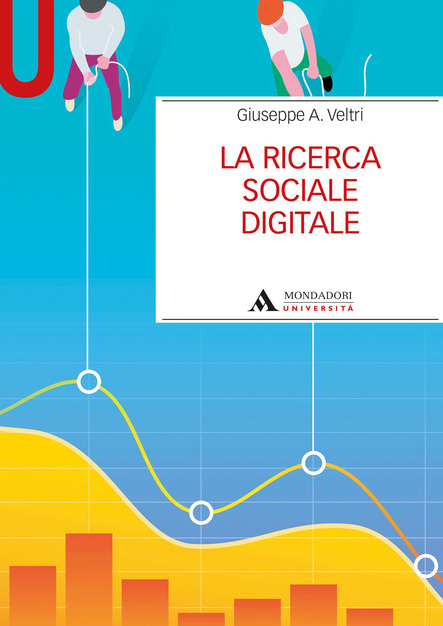 U
Giuseppe A. Veltri
LA RICERCA
SOCIALE
DIGITALE
MONDADORI
UNIVERSITÀ